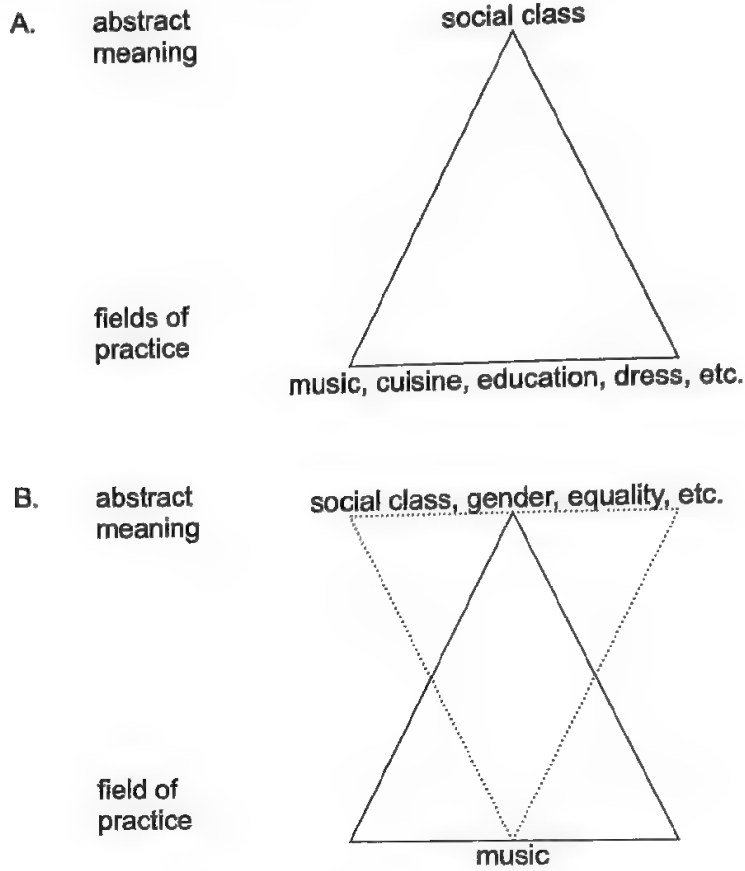 A. abstract meaning
social class
fields of practice
music, cuisine, education, dress, etc.
B. abstract meaning
social class, gender, equality, etc.
field of practice
music